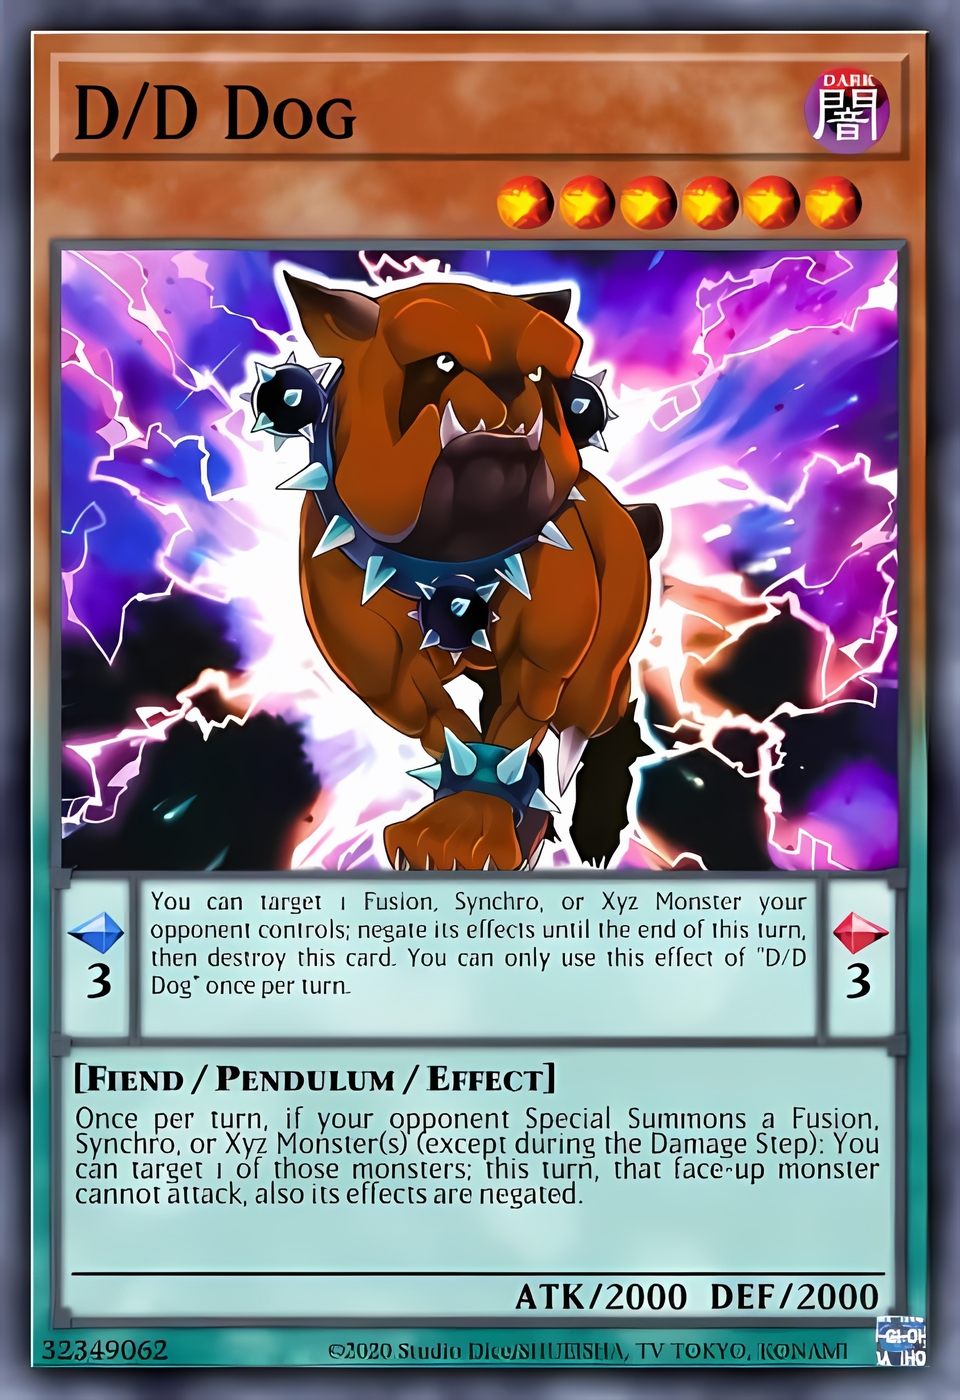 D/D Dog
DARK
闇
You can target 1 Fusion, Synchro, or Xyz Monster your
opponent controls; negate its effects until the end of this turn,
then destroy this card. You can only use this effect of "D/D
Dog" once per turn.
3
3
[Fiend / Pendulum / Effect]
Once per turn, if your opponent Special Summons a Fusion,
Synchro, or Xyz Monster(s) (except during the Damage Step): You
can target 1 of those monsters; this turn, that face-up monster
cannot attack, also its effects are negated.
ATK/2000 DEF/2000
32349062
©2020 Studio Dice/SHUEISHA, TV TOKYO, KONAMI